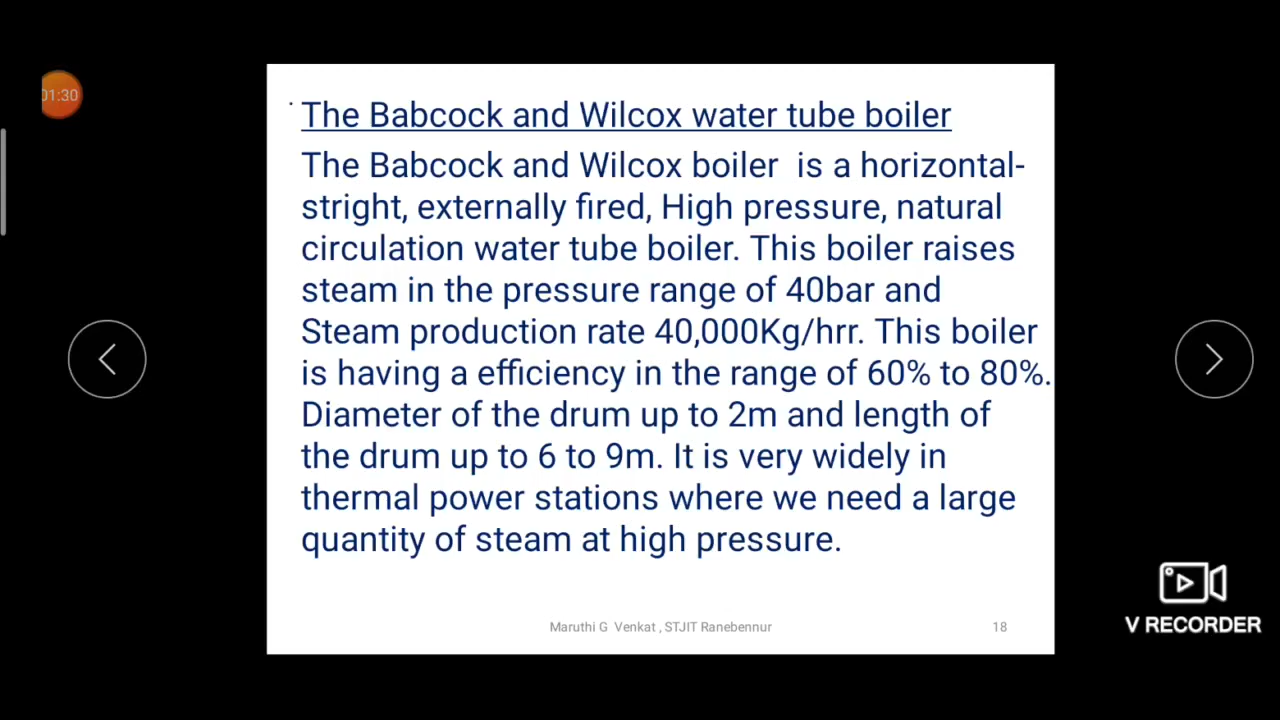 01:30
The Babcock and Wilcox water tube boiler
The Babcock and Wilcox boiler is a horizontal-
stright, externally fired, High pressure, natural
circulation water tube boiler. This boiler raises
steam in the pressure range of 40bar and
Steam production rate 40,000Kg/hrr. This boiler
is having a efficiency in the range of 60% to 80%.
Diameter of the drum up to 2m and length of
the drum up to 6 to 9m. It is very widely in
thermal power stations where we need a large
quantity of steam at high pressure.
Maruthi G Venkat , STJIT Ranebennur 18
V RECORDER